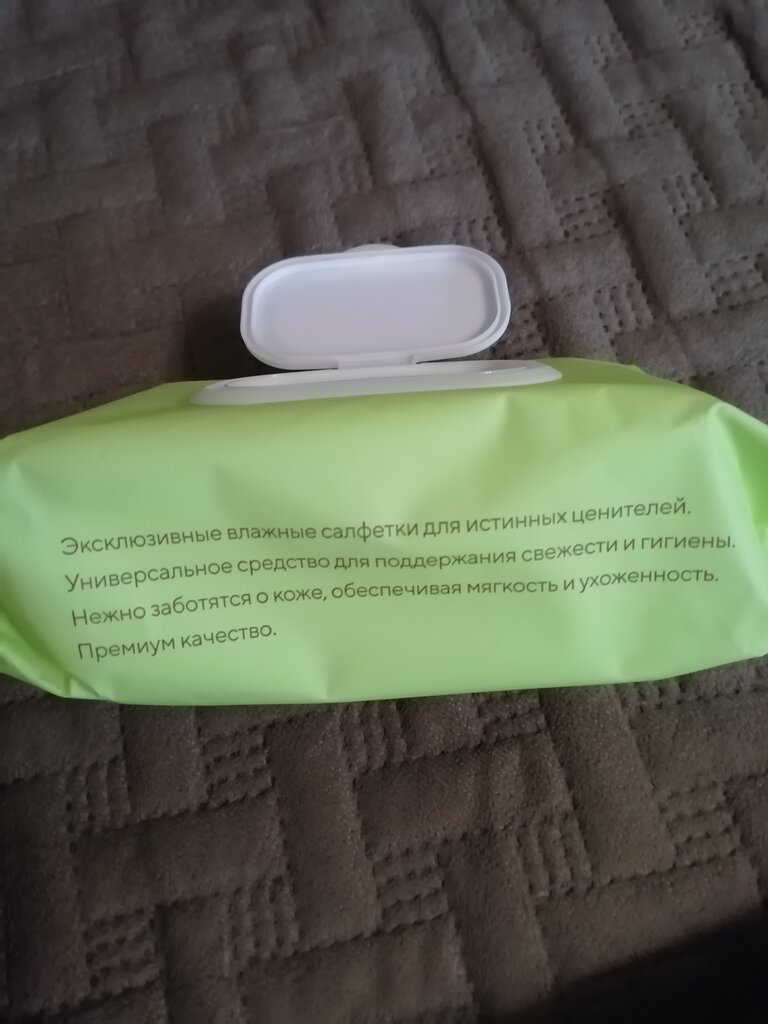 Эксклюзивные влажные салфетки для истинных ценителей.
Универсальное средство для поддержания свежести и гигиены.
Нежно заботятся о коже, обеспечивая мягкость и ухоженность.
Премиум качество.